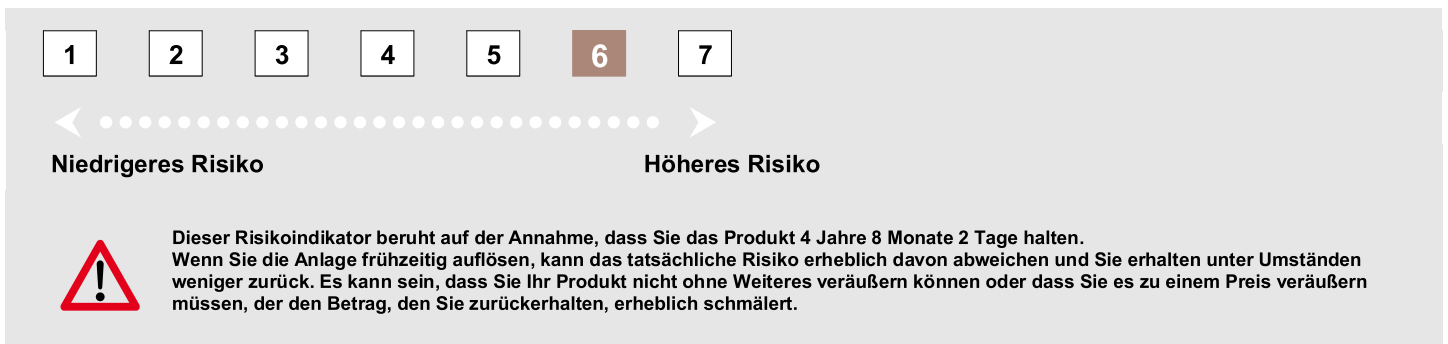 1 2 3 4 5 6 7
Niedrigeres Risiko Höheres Risiko
Dieser Risikoindikator beruht auf der Annahme, dass Sie das Produkt 4 Jahre 8 Monate 2 Tage halten.
Wenn Sie die Anlage frühzeitig auflösen, kann das tatsächliche Risiko erheblich davon abweichen und Sie erhalten unter Umständen
weniger zurück. Es kann sein, dass Sie Ihr Produkt nicht ohne Weiteres veräußern können oder dass Sie es zu einem Preis veräußern
müssen, der den Betrag, den Sie zurückerhalten, erheblich schmälert.